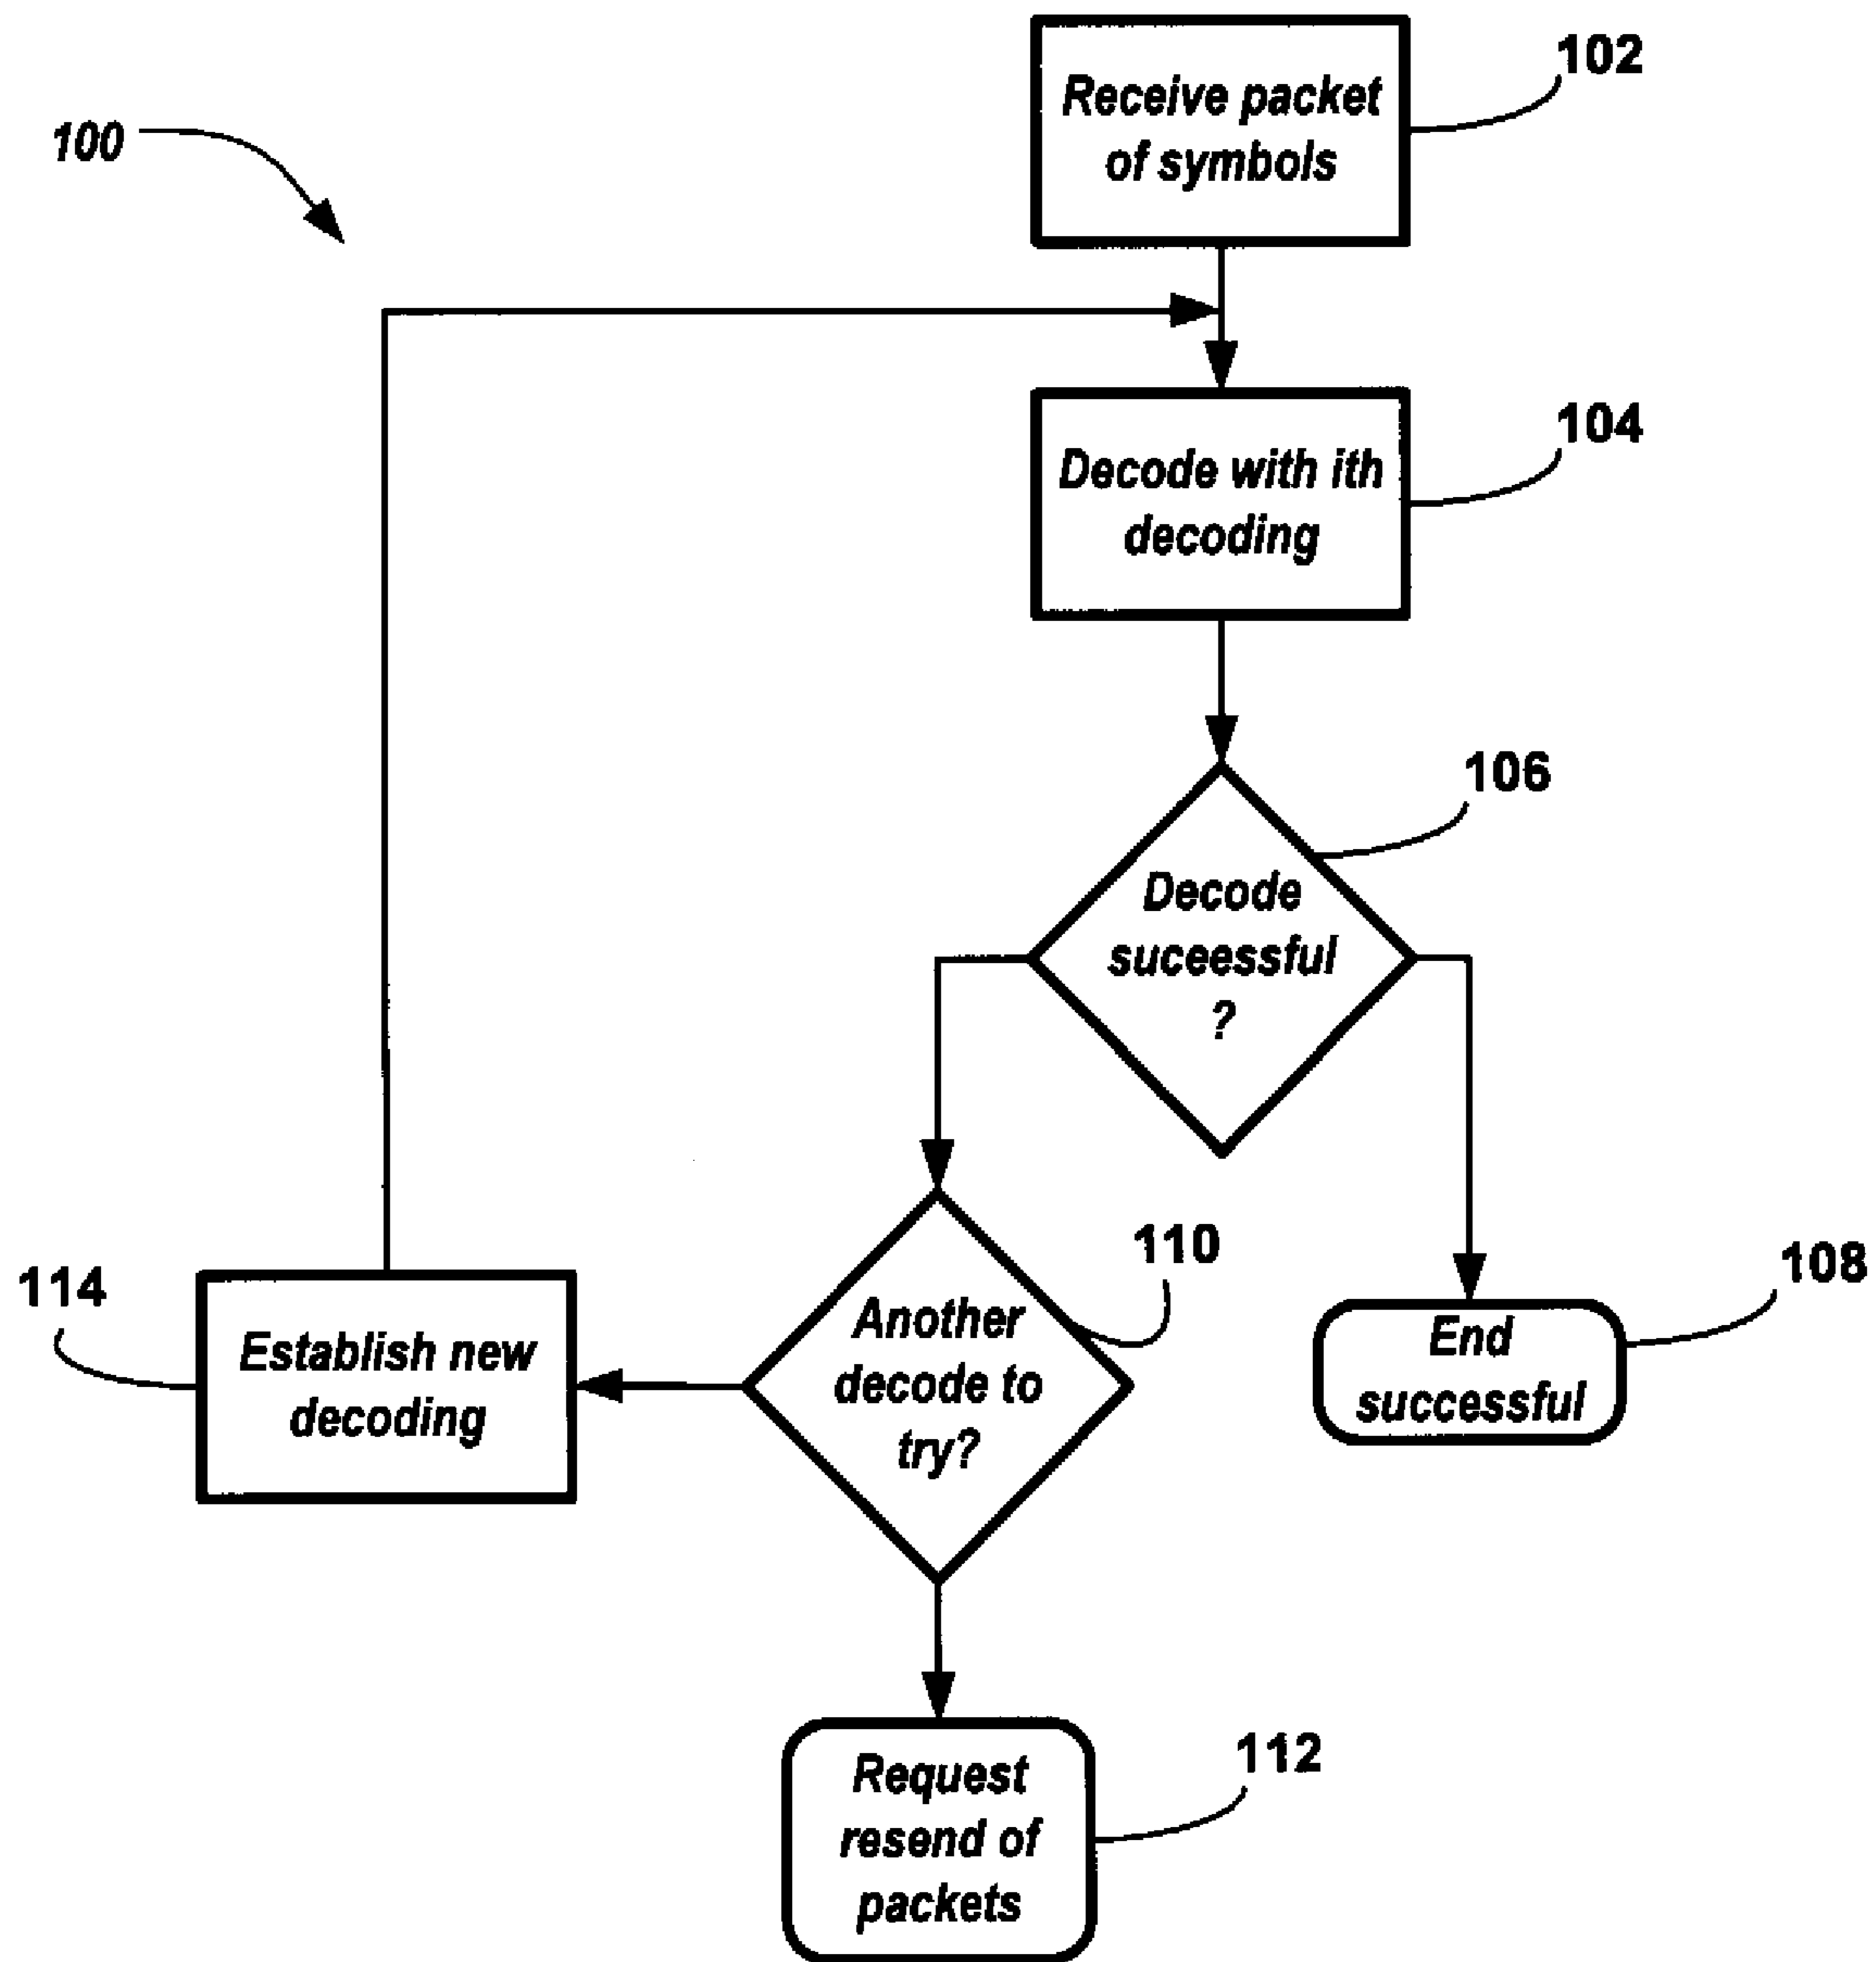 102
Receive packet
of symbols
100
104
Decode with ith
decoding
106
Decode
suceessful
?
110
108
114
Another
decode to
try?
Establish new
decoding
End
successful
112
Request
resend of
packets